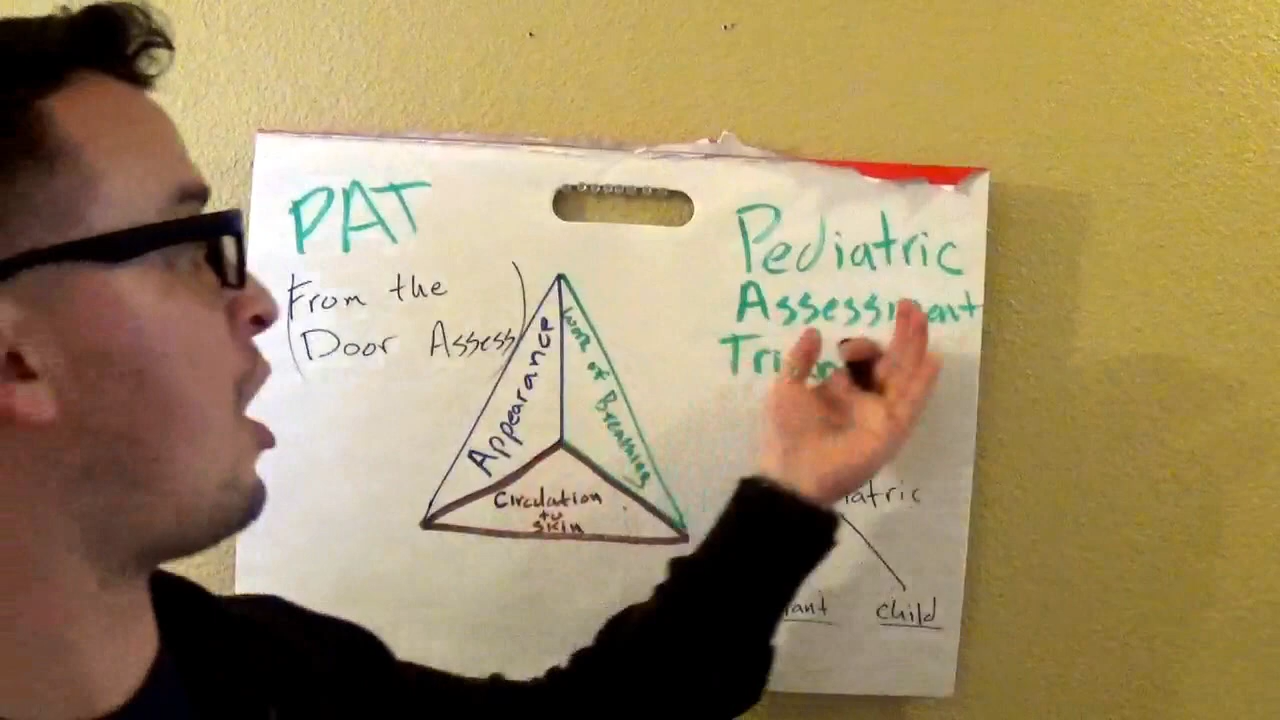 PAT
(From the
Door Assess)
Pediatric
Assessment
Appearance
Work of Breathing
Circulation
to
Skin
child